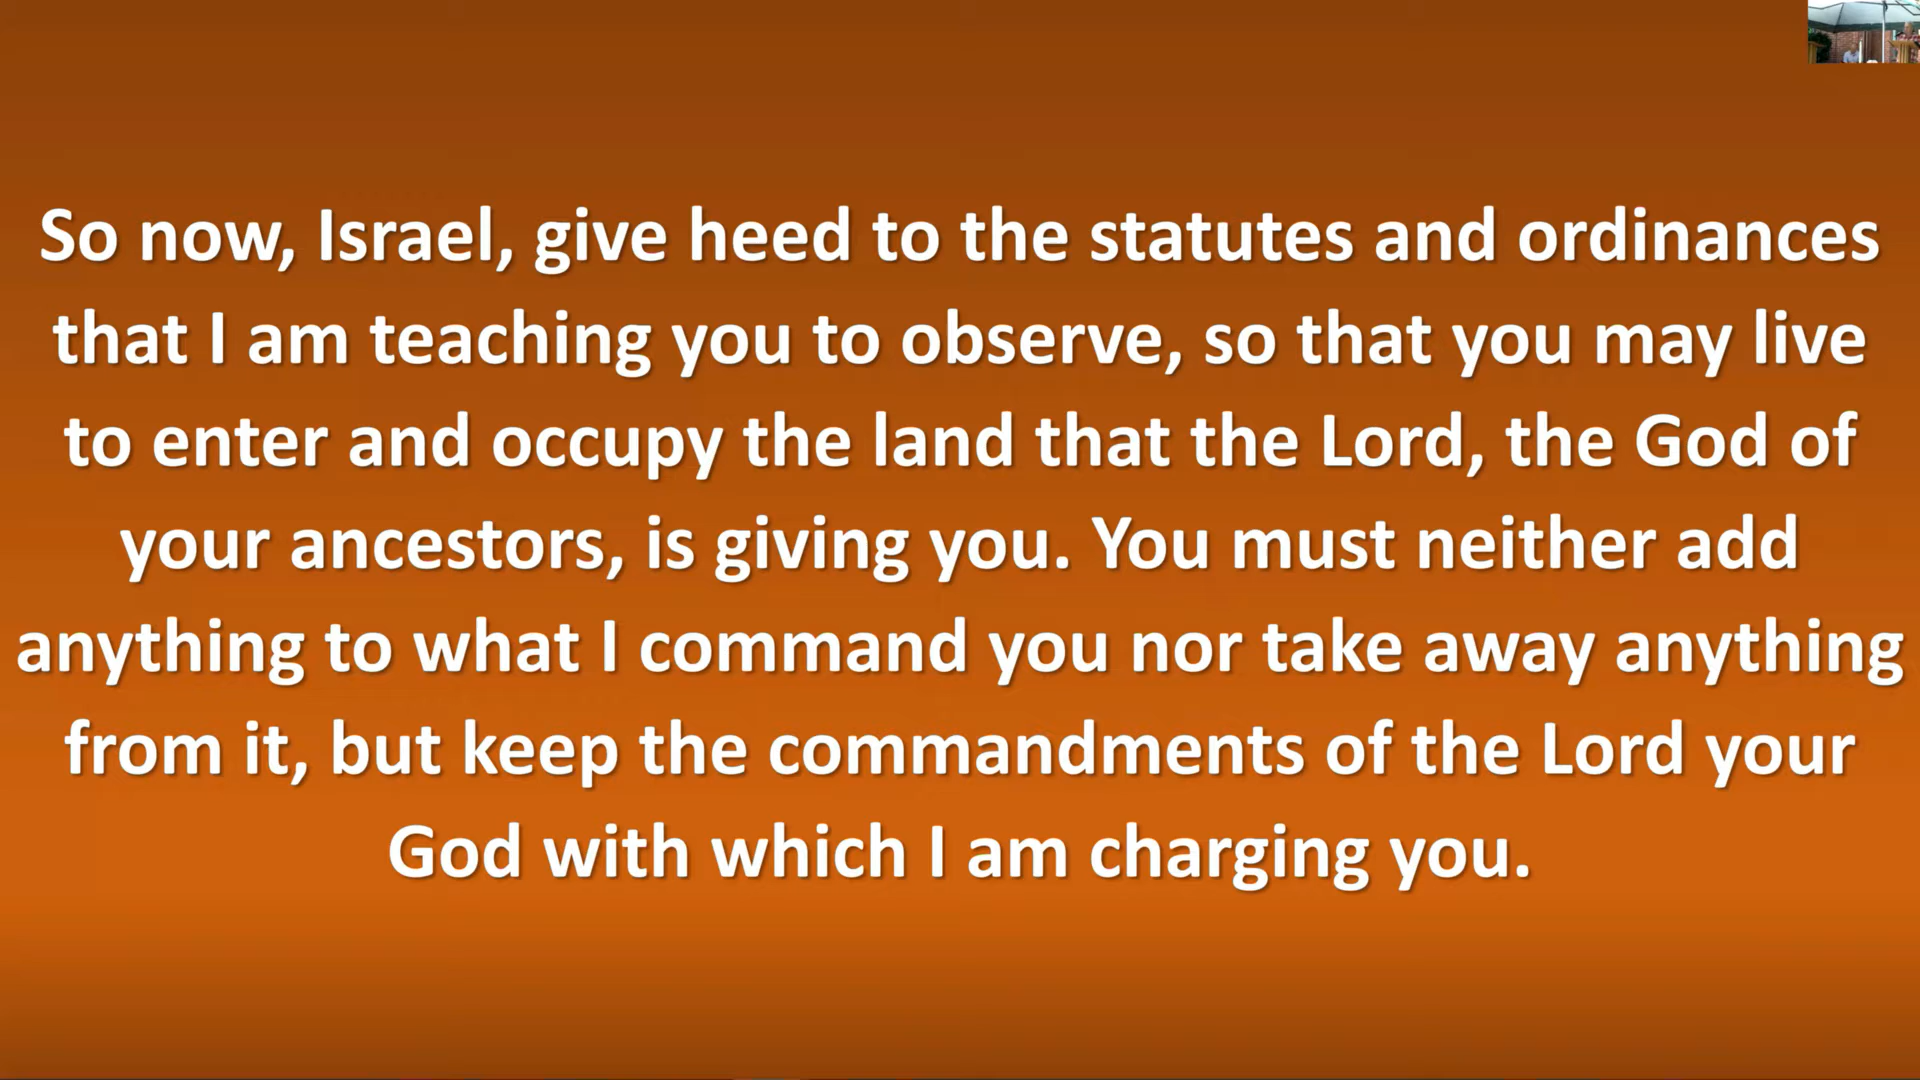 So now, Israel, give heed to the statutes and ordinances
that I am teaching you to observe, so that you may live
to enter and occupy the land that the Lord, the God of
your ancestors, is giving you. You must neither add
anything to what I command you nor take away anything
from it, but keep the commandments of the Lord your
God with which I am charging you.